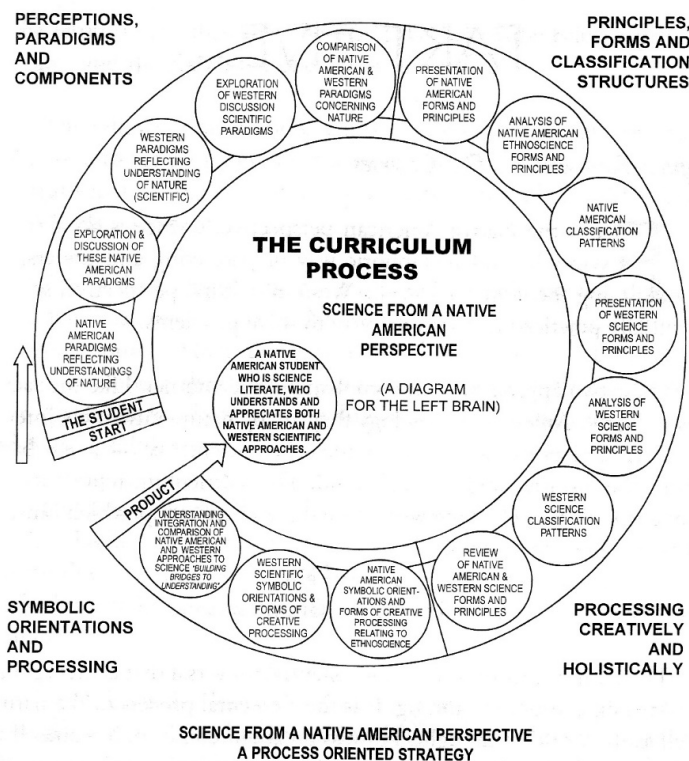 PERCEPTIONS,
PARADIGMS
AND
COMPONENTS
PRINCIPLES,
FORMS AND
CLASSIFICATION
STRUCTURES
NATIVE
AMERICAN
PARADIGMS
REFLECTING
UNDERSTANDINGS
OF NATURE
EXPLORATION &
DISCUSSION OF
THESE NATIVE
AMERICAN
PARADIGMS
WESTERN
PARADIGMS
REFLECTING
UNDERSTANDING
OF NATURE
(SCIENTIFIC)
EXPLORATION
OF WESTERN
DISCUSSION
SCIENTIFIC
PARADIGMS
COMPARISON
OF NATIVE
AMERICAN &
WESTERN
PARADIGMS
CONCERNING
NATURE
PRESENTATION
OF NATIVE
AMERICAN
FORMS AND
PRINCIPLES
ANALYSIS OF
NATIVE AMERICAN
ETHNOSCIENCE
FORMS AND
PRINCIPLES
NATIVE
AMERICAN
CLASSIFICATION
PATTERNS
PRESENTATION
OF WESTERN
SCIENCE
FORMS AND
PRINCIPLES
ANALYSIS OF
WESTERN
SCIENCE
FORMS AND
PRINCIPLES
WESTERN
SCIENCE
CLASSIFICATION
PATTERNS
REVIEW
OF NATIVE
AMERICAN &
WESTERN SCIENCE
FORMS AND
PRINCIPLES
NATIVE
AMERICAN
SYMBOLIC ORIENT-
ATIONS AND
FORMS OF CREATIVE
PROCESSING
RELATING TO
ETHNOSCIENCE
WESTERN
SCIENTIFIC
SYMBOLIC
ORIENTATIONS
& FORMS OF
CREATIVE
PROCESSING
UNDERSTANDING
INTEGRATION AND
COMPARISON OF
NATIVE AMERICAN
AND WESTERN
APPROACHES TO
SCIENCE "BUILDING
BRIDGES TO
UNDERSTANDING"
THE STUDENT
START
PRODUCT
THE CURRICULUM
PROCESS
SCIENCE FROM A NATIVE
AMERICAN
PERSPECTIVE
(A DIAGRAM
FOR THE LEFT BRAIN)
A NATIVE
AMERICAN STUDENT
WHO IS SCIENCE
LITERATE, WHO
UNDERSTANDS AND
APPRECIATES BOTH
NATIVE AMERICAN AND
WESTERN SCIENTIFIC
APPROACHES.
SYMBOLIC
ORIENTATIONS
AND
PROCESSING
PROCESSING
CREATIVELY
AND
HOLISTICALLY
SCIENCE FROM A NATIVE AMERICAN PERSPECTIVE
A PROCESS ORIENTED STRATEGY